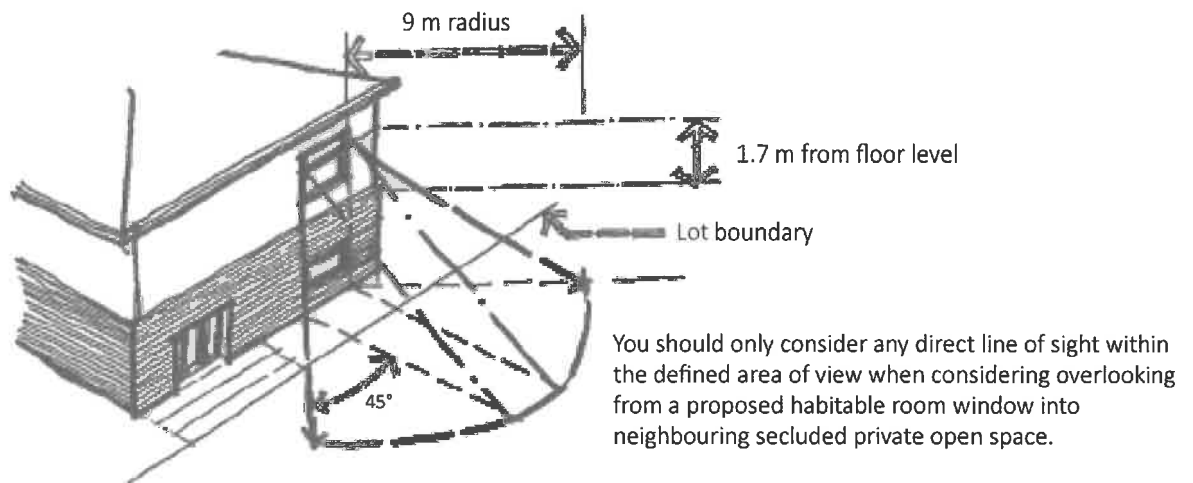 9 m radius
1.7 m from floor level
Lot boundary
You should only consider any direct line of sight within
the defined area of view when considering overlooking
from a proposed habitable room window into
neighbouring secluded private open space.
45°